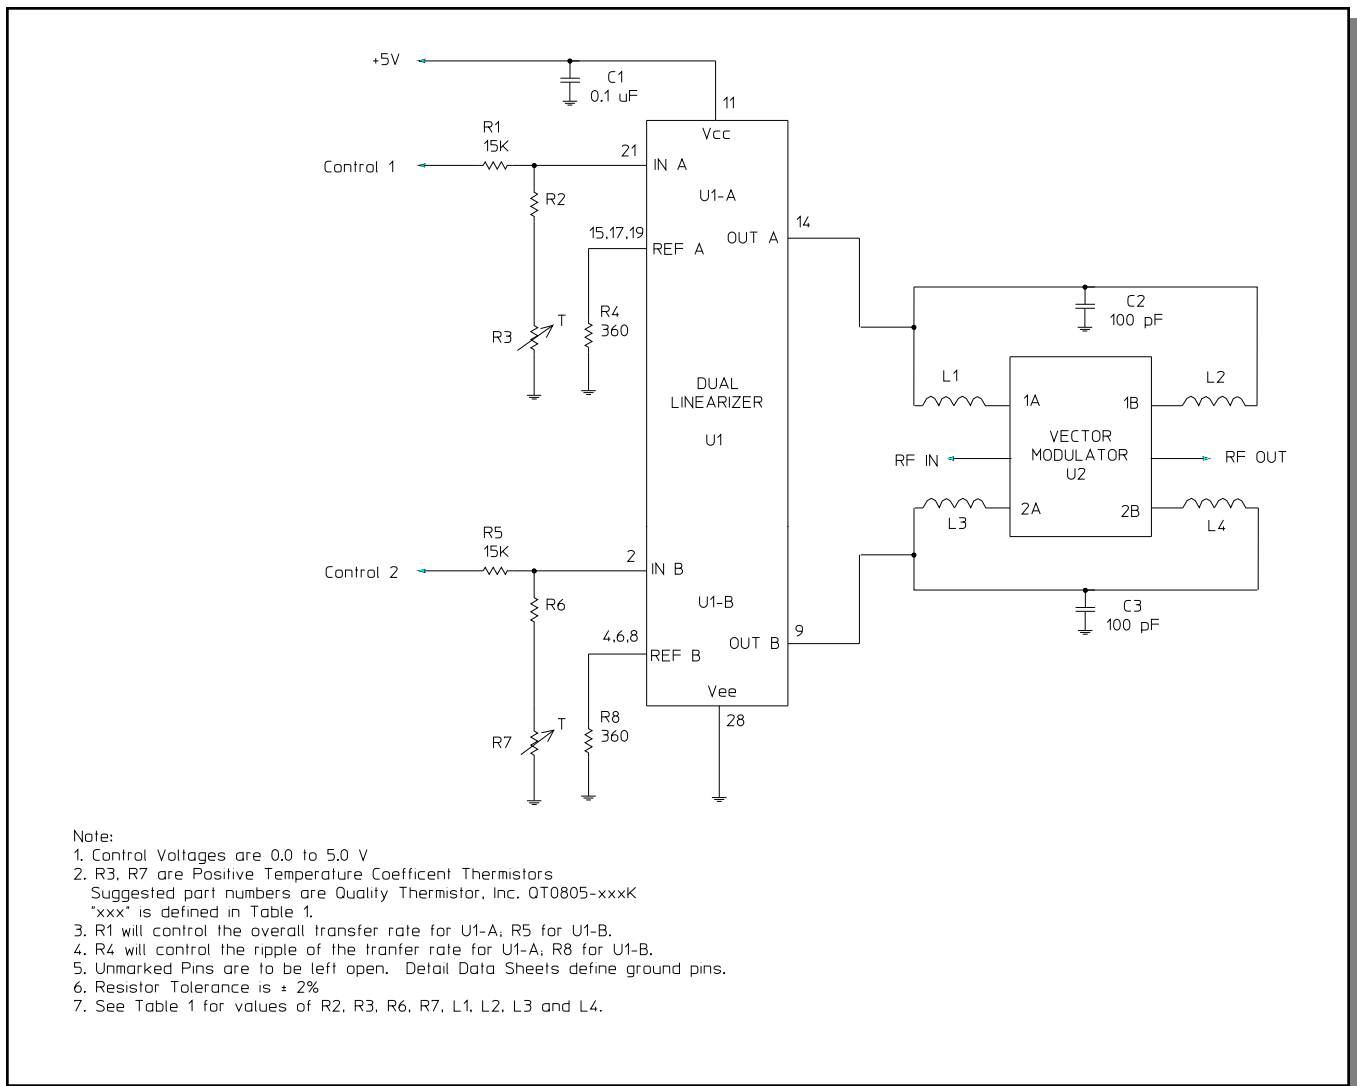 +5V
C1
0.1 uF
11
Vcc
R1
15K
21
Control 1
IN A
R2
U1-A
15,17,19
REF A
14
OUT A
R4
360
R3
T
C2
100 pF
DUAL
LINEARIZER
U1
L1
L2
1A
1B
VECTOR
MODULATOR
U2
RF IN
RF OUT
2A
2B
L3
L4
R5
15K
2
Control 2
IN B
R6
U1-B
4,6,8
REF B
9
OUT B
C3
100 pF
Vee
28
R8
360
R7
T
Note:
1. Control Voltages are 0.0 to 5.0 V
2. R3, R7 are Positive Temperature Coefficent Thermistors
Suggested part numbers are Quality Thermistor, Inc. QT0805-xxxK
"xxx" is defined in Table 1.
3. R1 will control the overall transfer rate for U1-A; R5 for U1-B.
4. R4 will control the ripple of the tranfer rate for U1-A; R8 for U1-B.
5. Unmarked Pins are to be left open. Detail Data Sheets define ground pins.
6. Resistor Tolerance is ± 2%
7. See Table 1 for values of R2, R3, R6, R7, L1, L2, L3 and L4.